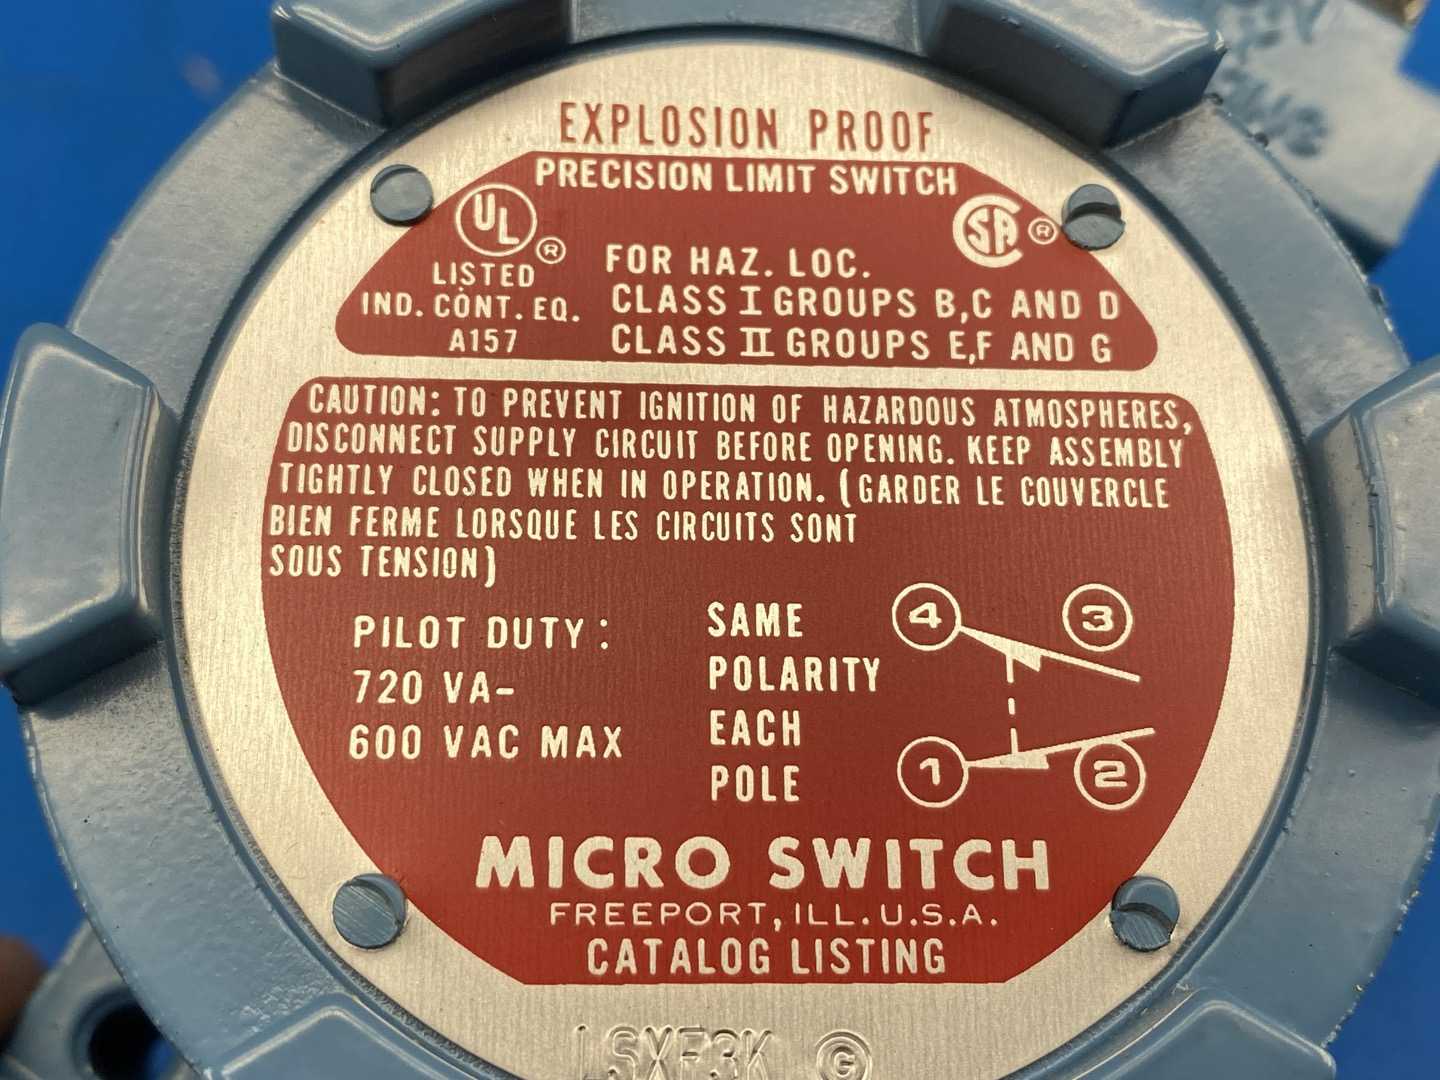 EXPLOSION PROOF
PRECISION LIMIT SWITCH
UL ®
LISTED
IND. CONT. EQ.
A157
SA ®
FOR HAZ. LOC.
CLASS I GROUPS B,C AND D
CLASS II GROUPS E,F AND G
CAUTION: TO PREVENT IGNITION OF HAZARDOUS ATMOSPHERES,
DISCONNECT SUPPLY CIRCUIT BEFORE OPENING. KEEP ASSEMBLY
TIGHTLY CLOSED WHEN IN OPERATION. (GARDER LE COUVERCLE
BIEN FERME LORSQUE LES CIRCUITS SONT
SOUS TENSION)
PILOT DUTY:
720 VA-
600 VAC MAX
SAME
POLARITY
EACH
POLE
4 3
1 2
MICRO SWITCH
FREEPORT, ILL. U.S.A.
CATALOG LISTING
LSXF3K G